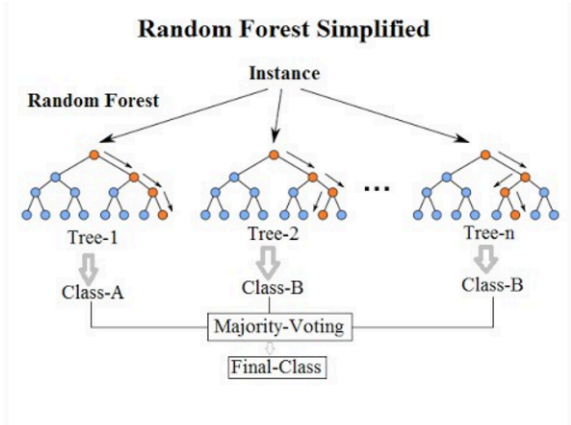 Random Forest Simplified
Instance
Random Forest
...
Tree-1
Tree-2
Tree-n
Class-A
Class-B
Class-B
Majority-Voting
Final-Class